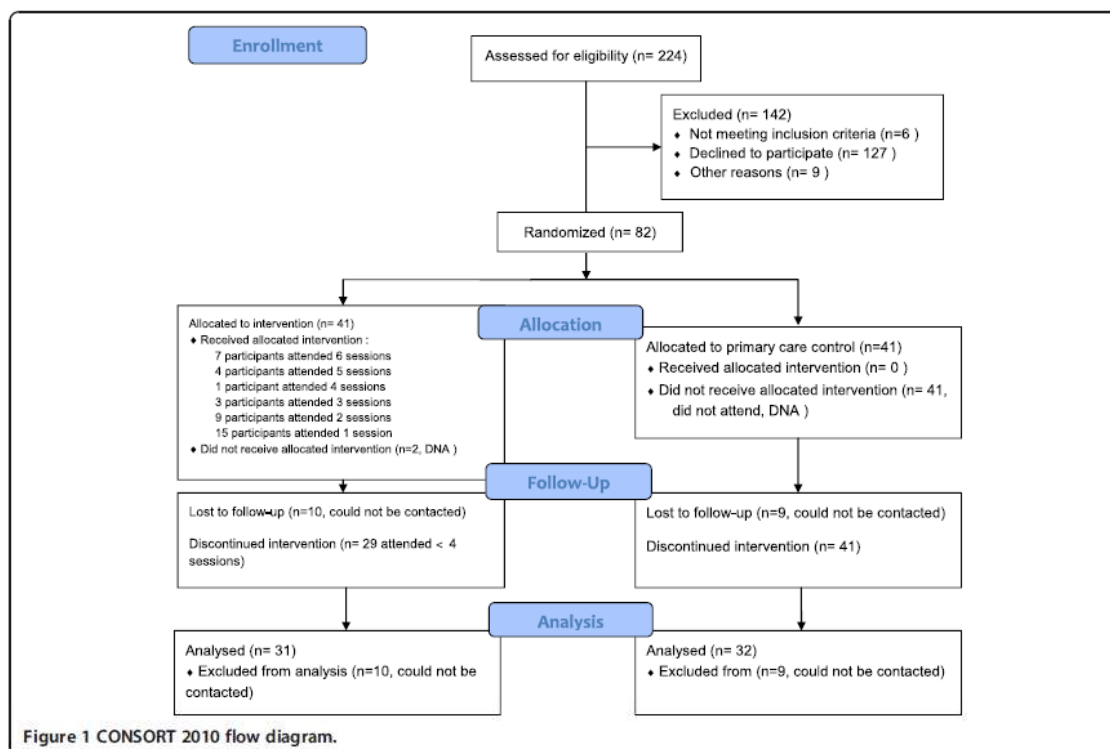 Enrollment
Assessed for eligibility (n= 224)
Excluded (n= 142)
♦ Not meeting inclusion criteria (n=6 )
♦ Declined to participate (n= 127 )
♦ Other reasons (n= 9 )
Randomized (n= 82)
Allocation
Allocated to intervention (n= 41)
♦ Received allocated intervention :
7 participants attended 6 sessions
4 participants attended 5 sessions
1 participant attended 4 sessions
3 participants attended 3 sessions
9 participants attended 2 sessions
15 participants attended 1 session
♦ Did not receive allocated intervention (n=2, DNA )
Allocated to primary care control (n=41)
♦ Received allocated intervention (n= 0 )
♦ Did not receive allocated intervention (n= 41,
did not attend, DNA )
Follow-Up
Lost to follow-up (n=10, could not be contacted)
Discontinued intervention (n= 29 attended < 4
sessions)
Lost to follow-up (n=9, could not be contacted)
Discontinued intervention (n= 41)
Analysis
Analysed (n= 31)
♦ Excluded from analysis (n=10, could not be
contacted)
Analysed (n= 32)
♦ Excluded from (n=9, could not be contacted)
Figure 1 CONSORT 2010 flow diagram.